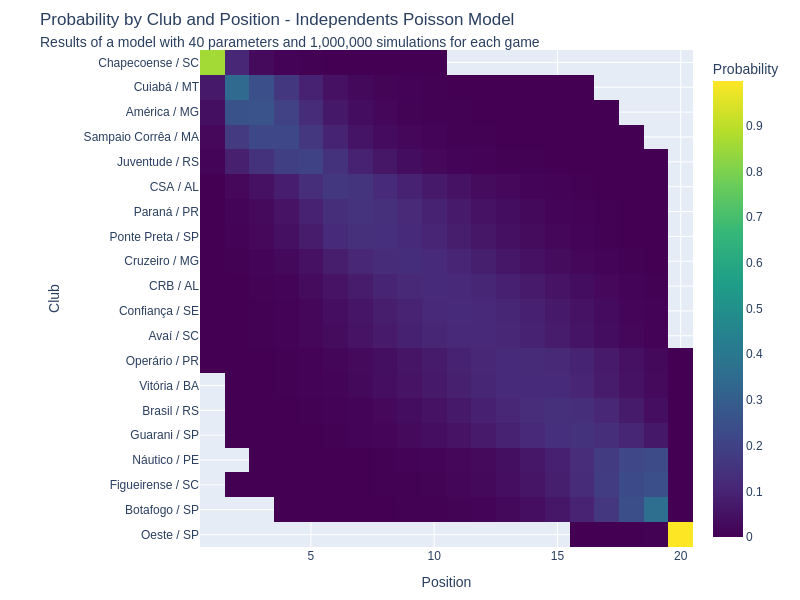 Probability by Club and Position - Independents Poisson Model
Results of a model with 40 parameters and 1,000,000 simulations for each game
Probability
Chapecoense / SC
Cuiabá / MT
América / MG
Sampaio Corrêa / MA
Juventude / RS
CSA / AL
Paraná / PR
Ponte Preta / SP
Cruzeiro / MG
CRB / AL
Confiança / SE
Avaí / SC
Operário / PR
Vitória / BA
Brasil / RS
Guarani / SP
Náutico / PE
Figueirense / SC
Botafogo / SP
Oeste / SP
Club
5
10
15
20
Position
0.9
0.8
0.7
0.6
0.5
0.4
0.3
0.2
0.1
0